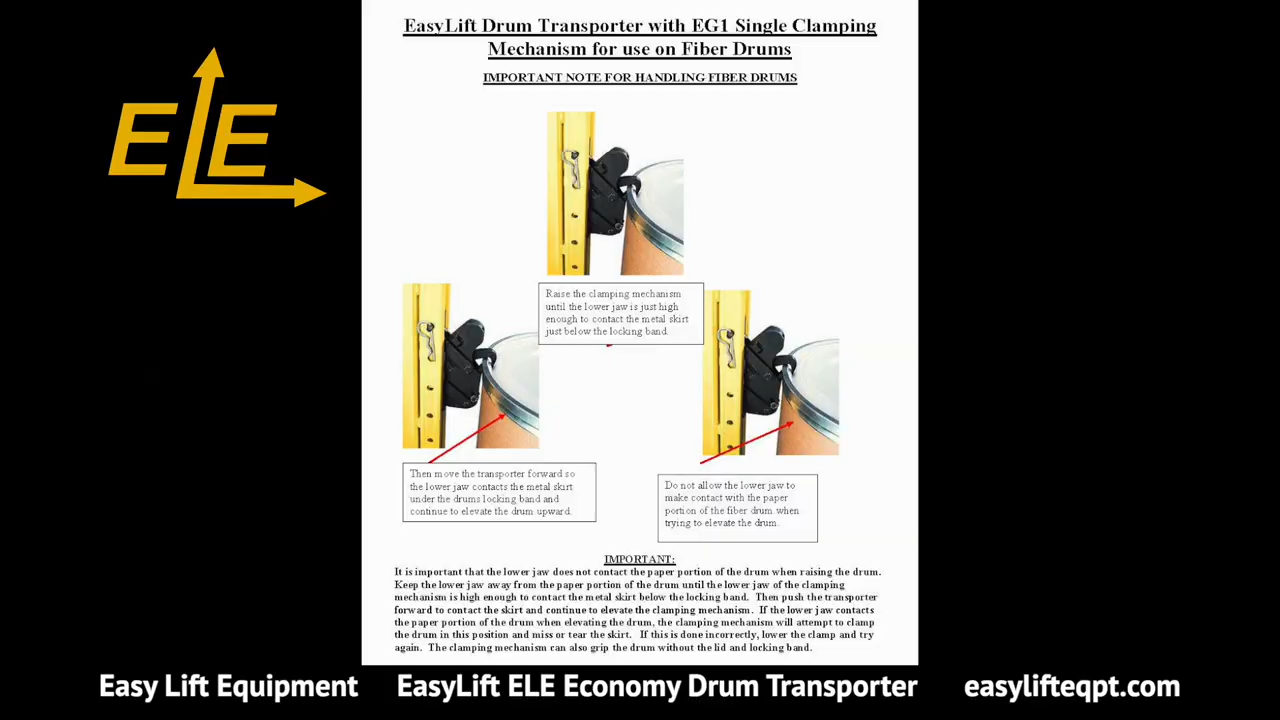 EasyLift Drum Transporter with EG1 Single Clamping
Mechanism for use on Fiber Drums
IMPORTANT NOTE FOR HANDLING FIBER DRUMS
ELE
Raise the clamping mechanism
until the lower jaw is just high
enough to contact the metal skirt
just below the locking band.
Then move the transporter forward so
the lower jaw contacts the metal skirt
under the drums locking band and
continue to elevate the drum upward.
Do not allow the lower jaw to
make contact with the paper
portion of the fiber drum when
trying to elevate the drum.
IMPORTANT:
It is important that the lower jaw does not contact the paper portion of the drum when raising the drum.
Keep the lower jaw away from the paper portion of the drum until the lower jaw of the clamping
mechanism is high enough to contact the metal skirt below the locking band. Then push the transporter
forward to contact the skirt and continue to elevate the clamping mechanism. If the lower jaw contacts
the paper portion of the drum when elevating the drum, the clamping mechanism will attempt to clamp
the drum in this position and miss or tear the skirt. If this is done incorrectly, lower the clamp and try
again. The clamping mechanism can also grip the drum without the lid and locking band.
Easy Lift Equipment EasyLift ELE Economy Drum Transporter easylifteqpt.com